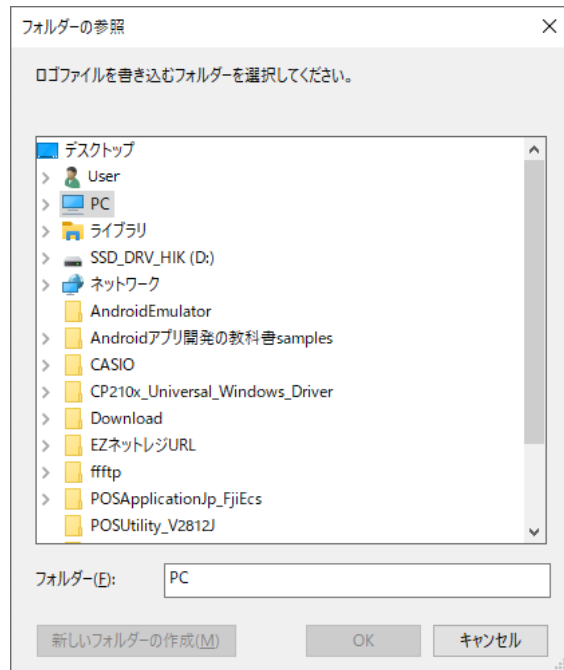 フォルダーの参照
ロゴファイルを書き込むフォルダーを選択してください。
デスクトップ
User
PC
ライブラリ
SSD_DRV_HIK (D:)
ネットワーク
AndroidEmulator
Androidアプリ開発の教科書samples
CASIO
CP210x_Universal_Windows_Driver
Download
EZネットレジURL
ffftp
POSApplicationJp_FjiEcs
POSUtility_V2812J
フォルダー(F): PC
新しいフォルダーの作成(M) OK キャンセル